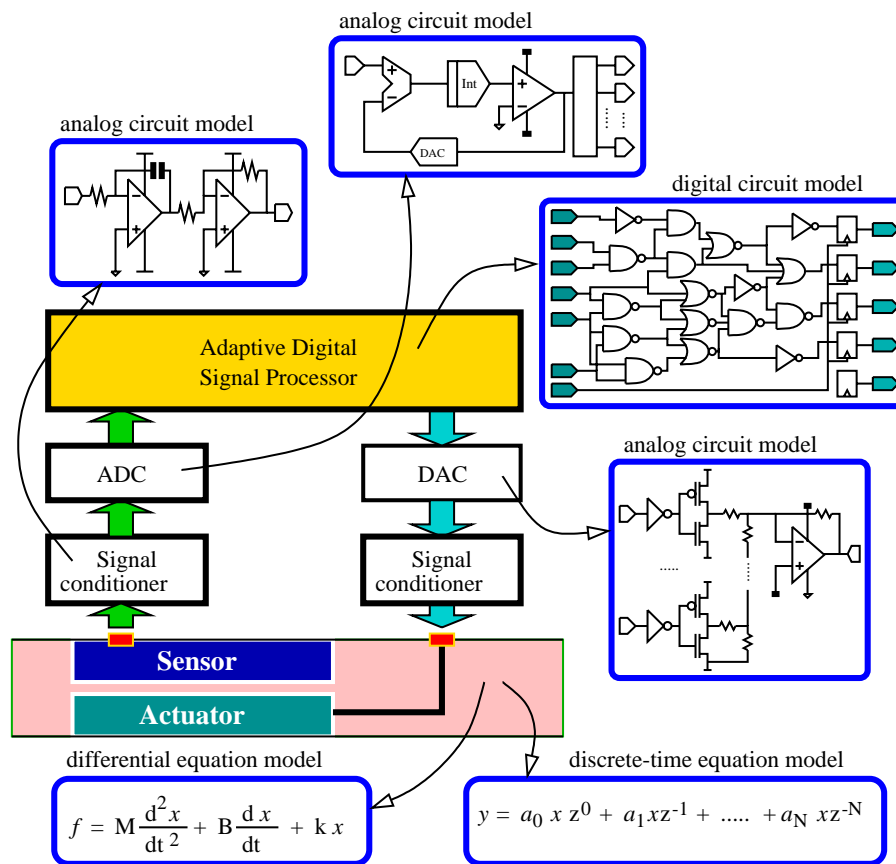 analog circuit model
Int
DAC
analog circuit model
digital circuit model
Adaptive Digital
Signal Processor
analog circuit model
ADC
DAC
Signal
conditioner
Signal
conditioner
Sensor
Actuator
differential equation model
discrete-time equation model
f = M d²x/dt² + B dx/dt + k x
y = a₀ x z⁰ + a₁xz⁻¹ + ..... + a_N xz⁻ᴺ